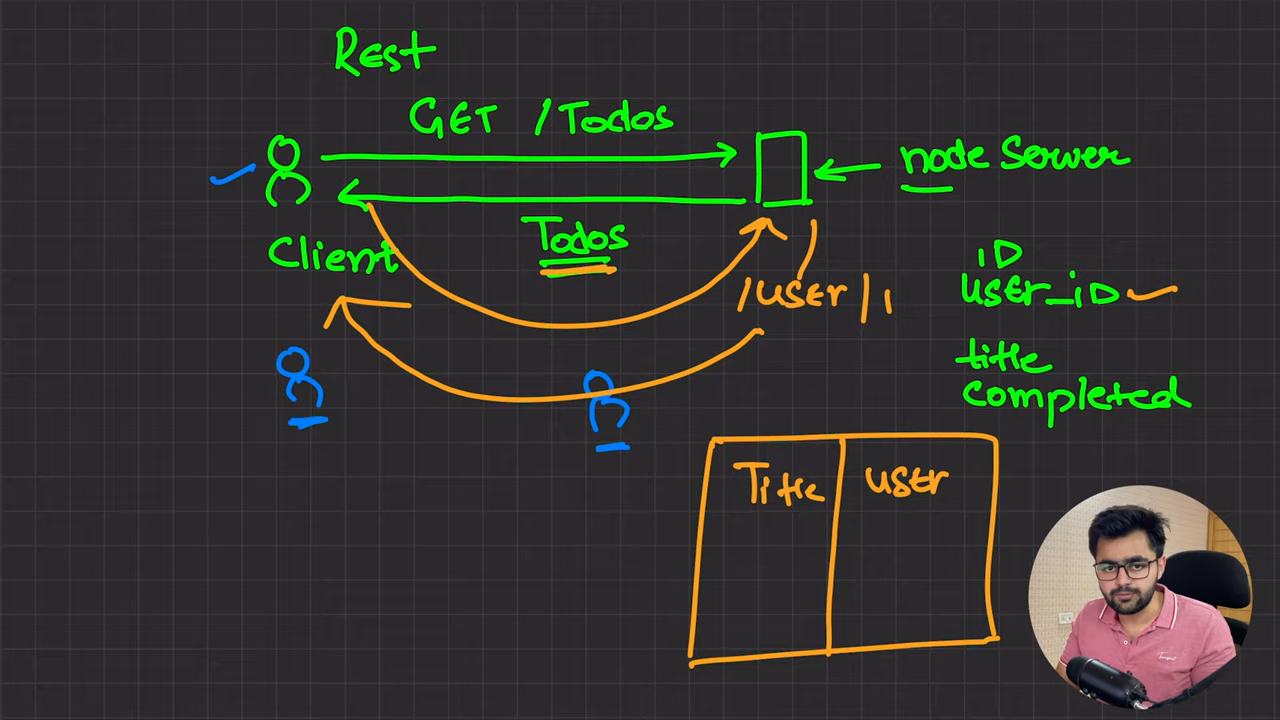 Rest
GET /Todos
node server
Todos
Client
/user/1
ID
user_iD
title
completed
Title
user